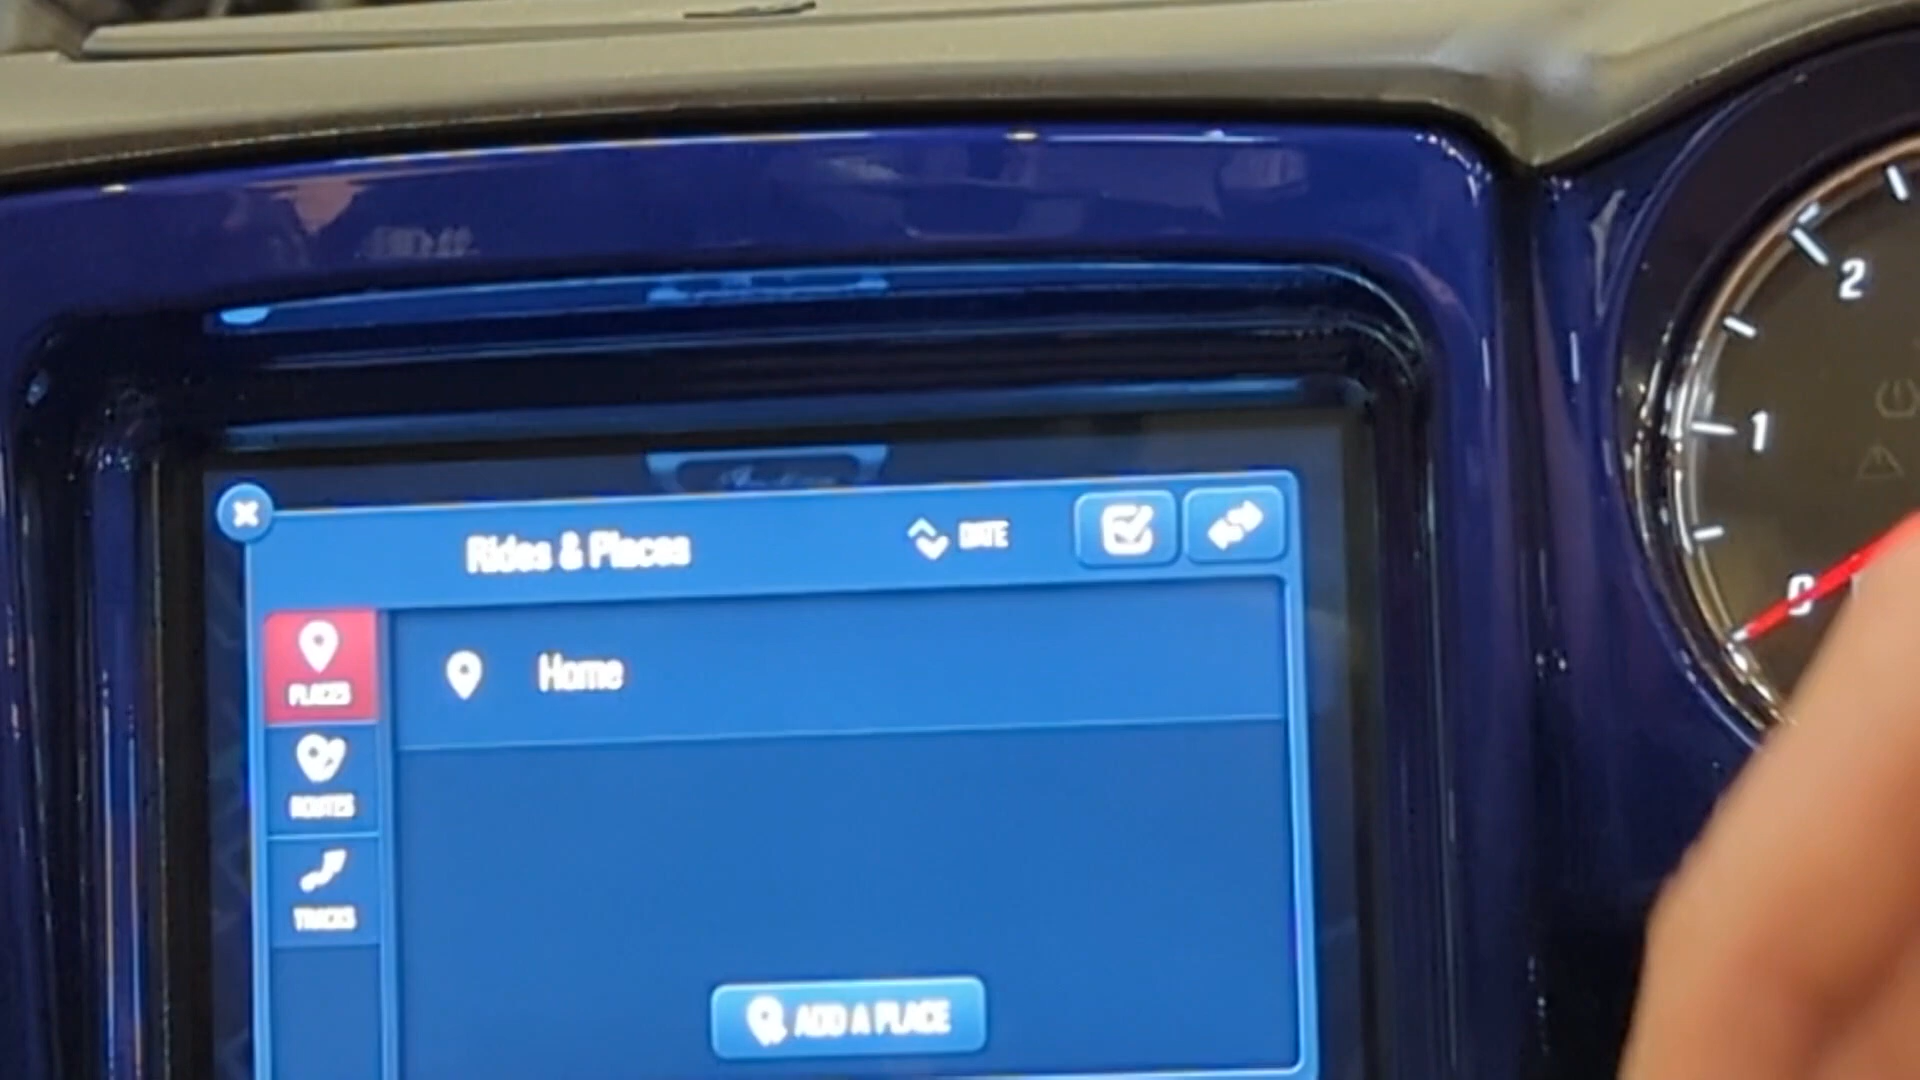 Rides & Places
DATE
PLACES
Home
ROUTES
TRACKS
ADD A PLACE
2
1
0